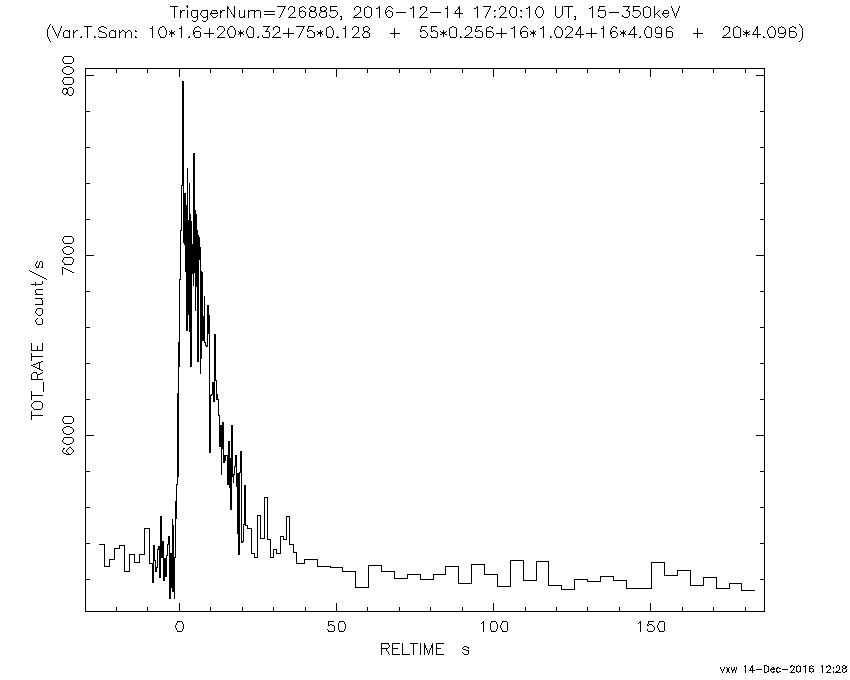 TriggerNum=726885, 2016-12-14 17:20:10 UT, 15-350keV
(Var.T.Sam: 10*1.6+20*0.32+75*0.128 + 55*0.256+16*1.024+16*4.096 + 20*4.096)
8000
7000
6000
TOT_RATE count/s
0 50 100 150
RELTIME s
vxw 14-Dec-2016 12:28